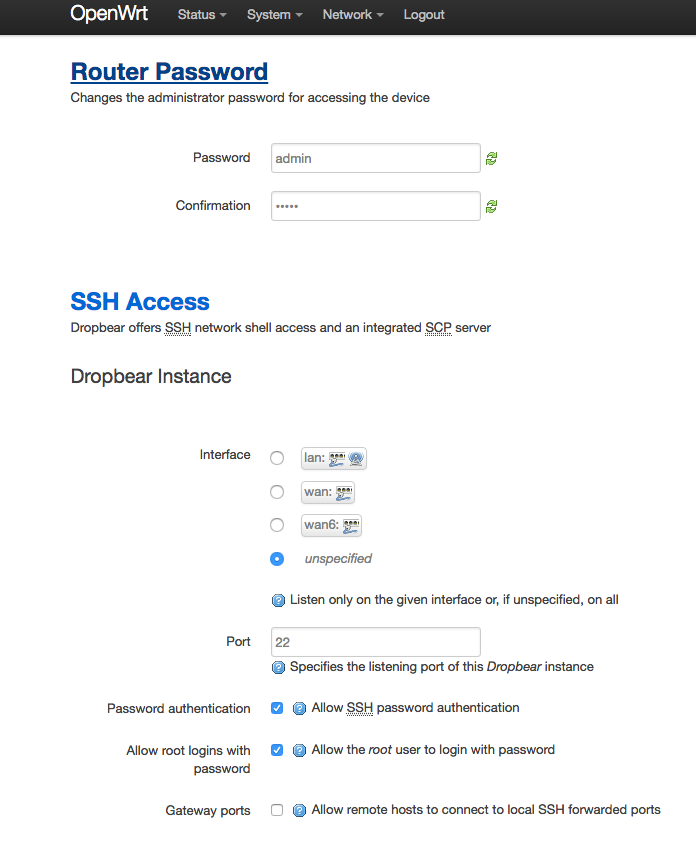 OpenWrt Status System Network Logout
Router Password
Changes the administrator password for accessing the device
Password admin
Confirmation •••••
SSH Access
Dropbear offers SSH network shell access and an integrated SCP server
Dropbear Instance
Interface lan:
wan:
wan6:
unspecified
Listen only on the given interface or, if unspecified, on all
Port 22
Specifies the listening port of this Dropbear instance
Password authentication Allow SSH password authentication
Allow root logins with Allow the root user to login with password
password
Gateway ports Allow remote hosts to connect to local SSH forwarded ports